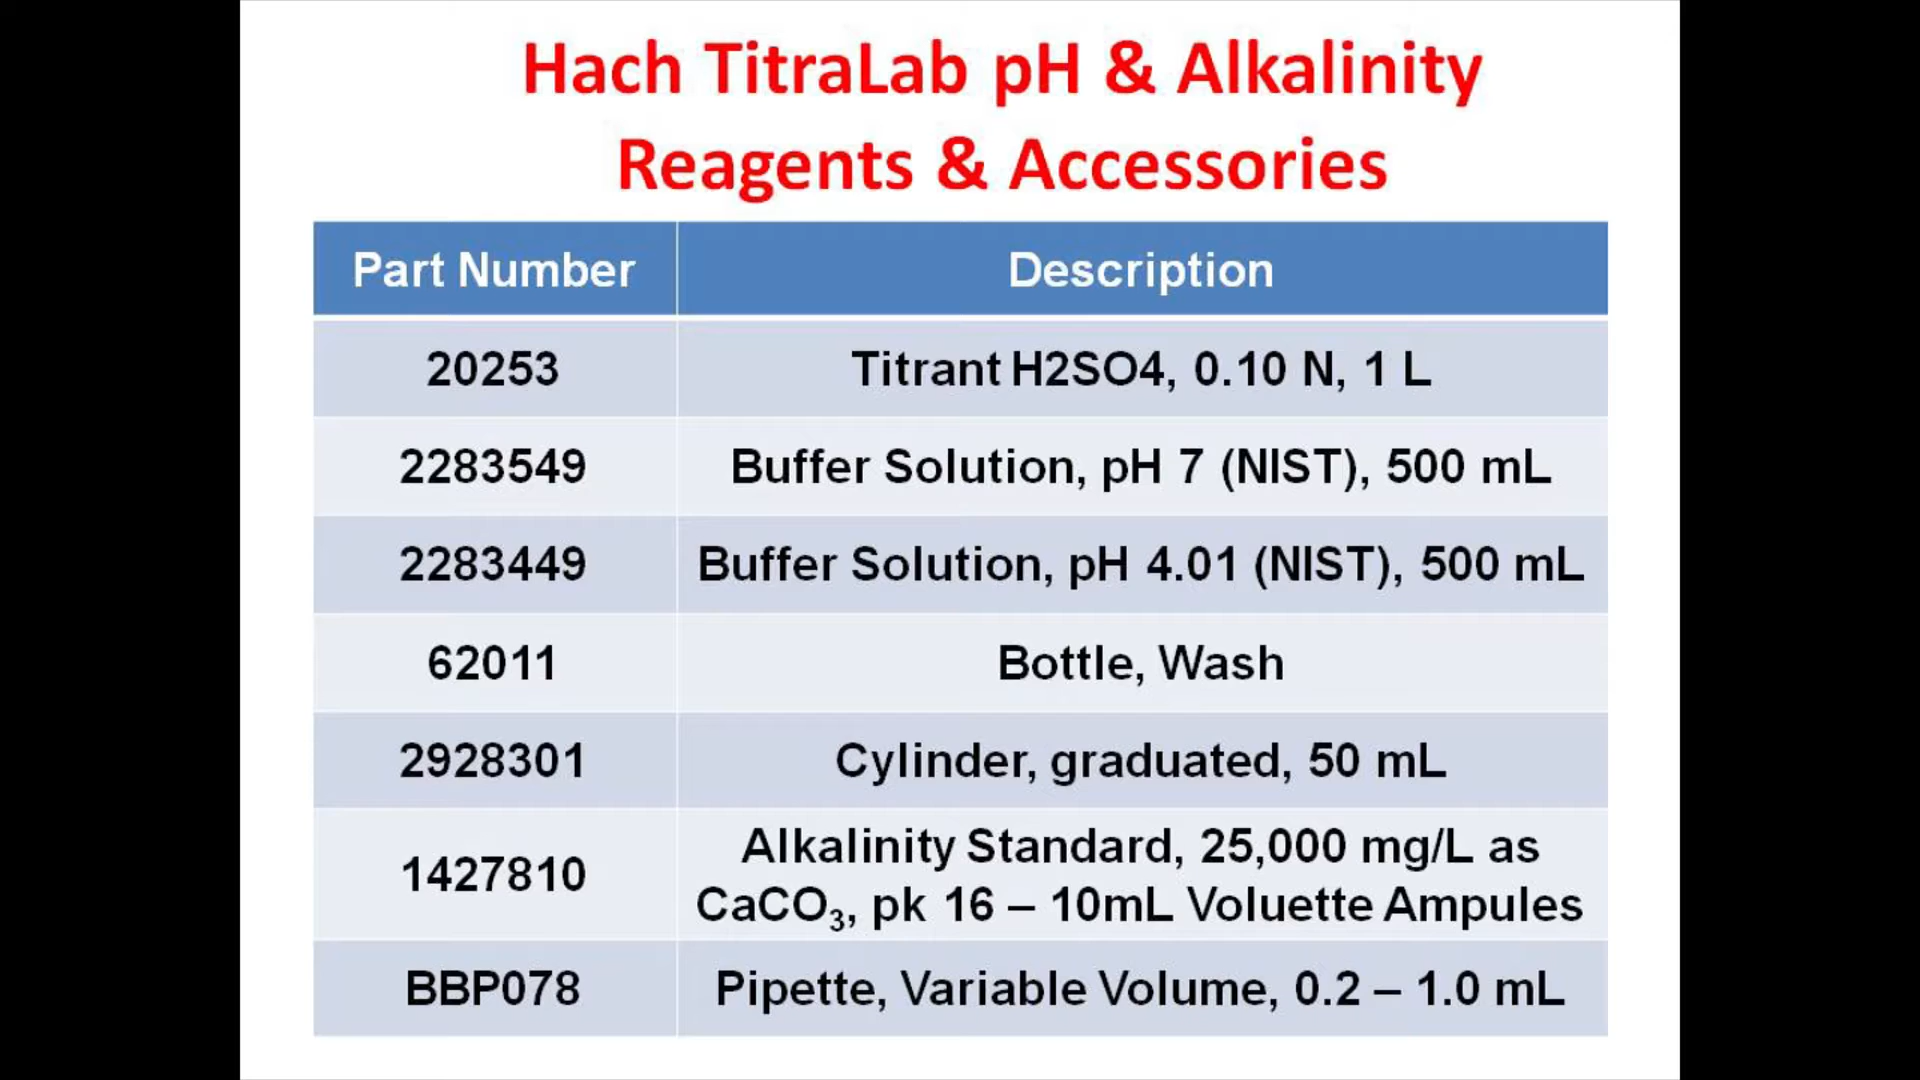 Hach TitraLab pH & Alkalinity
Reagents & Accessories
Part Number Description
20253 Titrant H2SO4, 0.10 N, 1 L
2283549 Buffer Solution, pH 7 (NIST), 500 mL
2283449 Buffer Solution, pH 4.01 (NIST), 500 mL
62011 Bottle, Wash
2928301 Cylinder, graduated, 50 mL
1427810 Alkalinity Standard, 25,000 mg/L as
CaCO₃, pk 16 – 10mL Voluette Ampules
BBP078 Pipette, Variable Volume, 0.2 – 1.0 mL